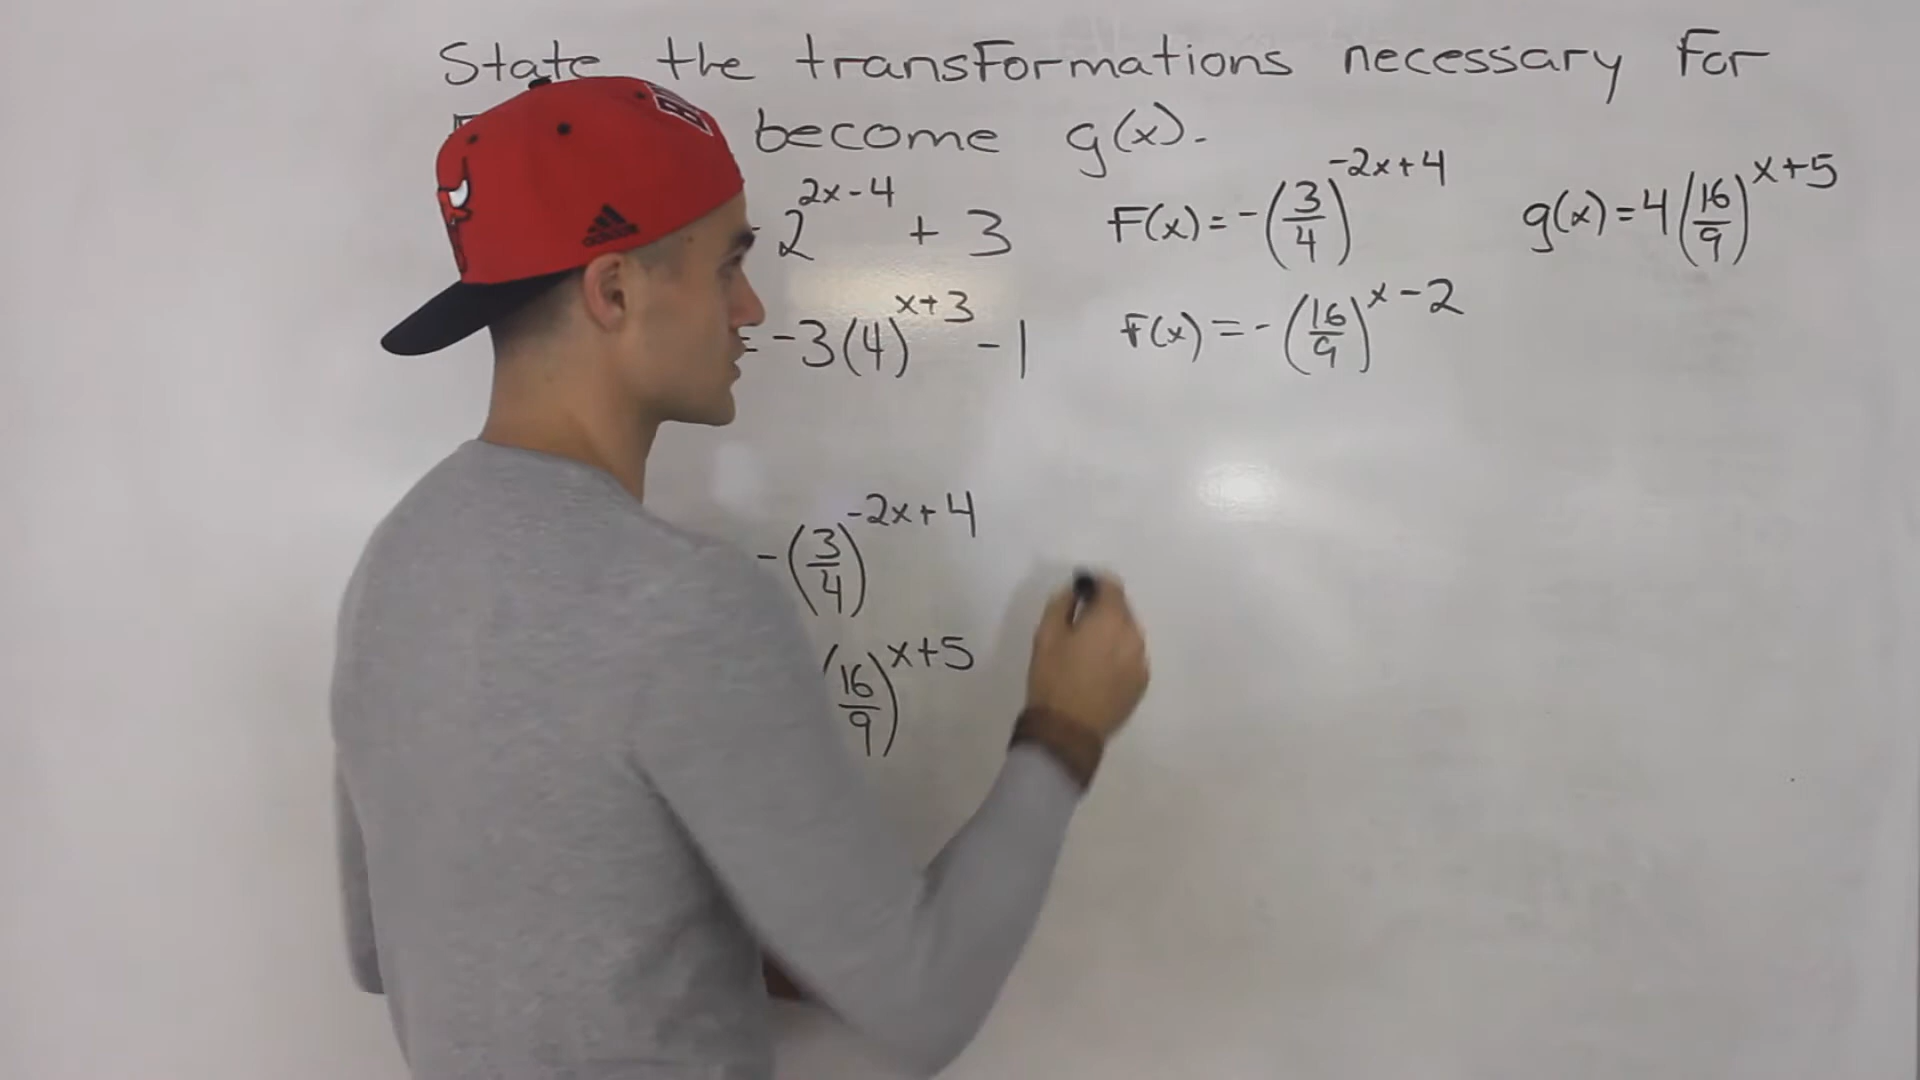 State the transFormations necessary For
become g(x).
2^{2x-4} + 3
F(x) = -(3/4)^{-2x+4}
g(x) = 4(16/9)^{x+5}
= -3(4)^{x+3} - 1
F(x) = -(16/9)^{x-2}
-(3/4)^{-2x+4}
(16/9)^{x+5}
adidas